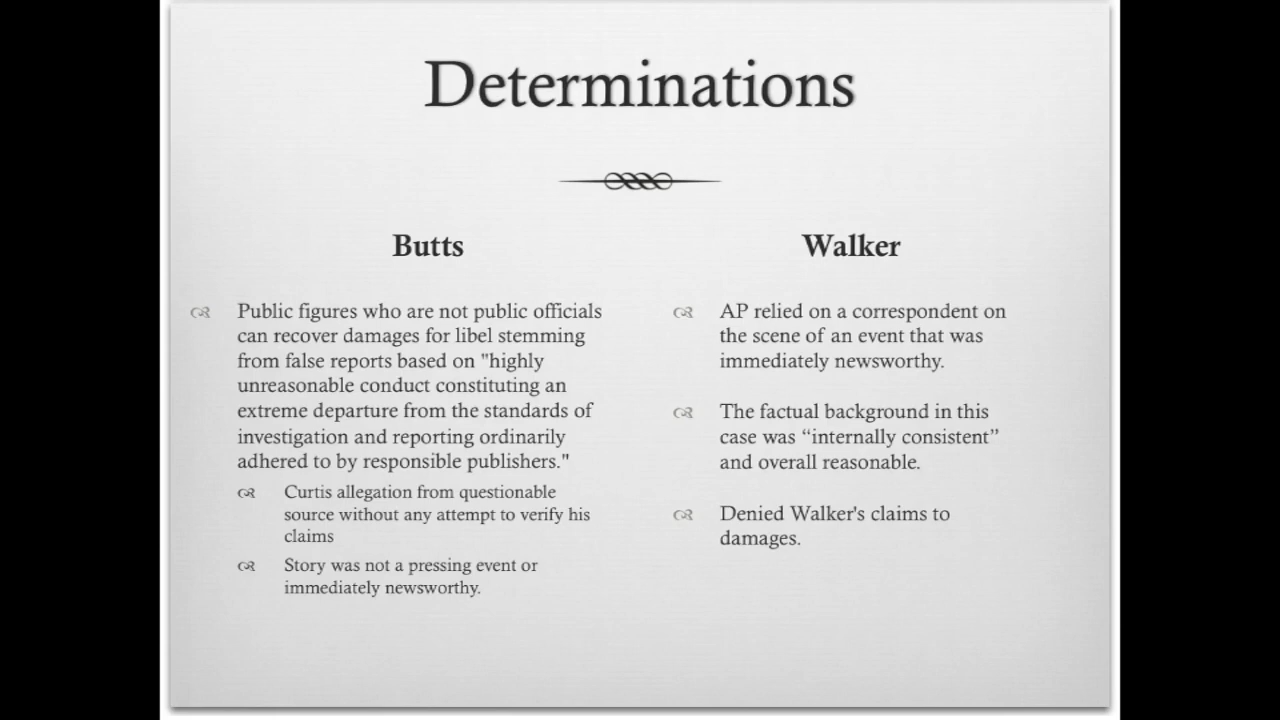 Determinations
Butts
Public figures who are not public officials
can recover damages for libel stemming
from false reports based on "highly
unreasonable conduct constituting an
extreme departure from the standards of
investigation and reporting ordinarily
adhered to by responsible publishers."
Curtis allegation from questionable
source without any attempt to verify his
claims
Story was not a pressing event or
immediately newsworthy.
Walker
AP relied on a correspondent on
the scene of an event that was
immediately newsworthy.
The factual background in this
case was “internally consistent”
and overall reasonable.
Denied Walker's claims to
damages.